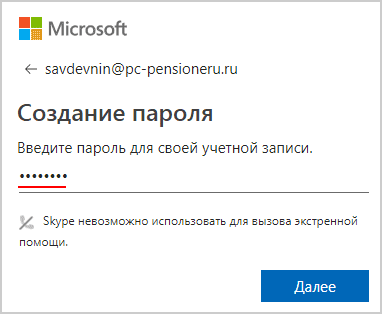 Microsoft
← savdevnin@pc-pensioneru.ru
Создание пароля
Введите пароль для своей учетной записи.
••••••••
Skype невозможно использовать для вызова экстренной
помощи.
Далее